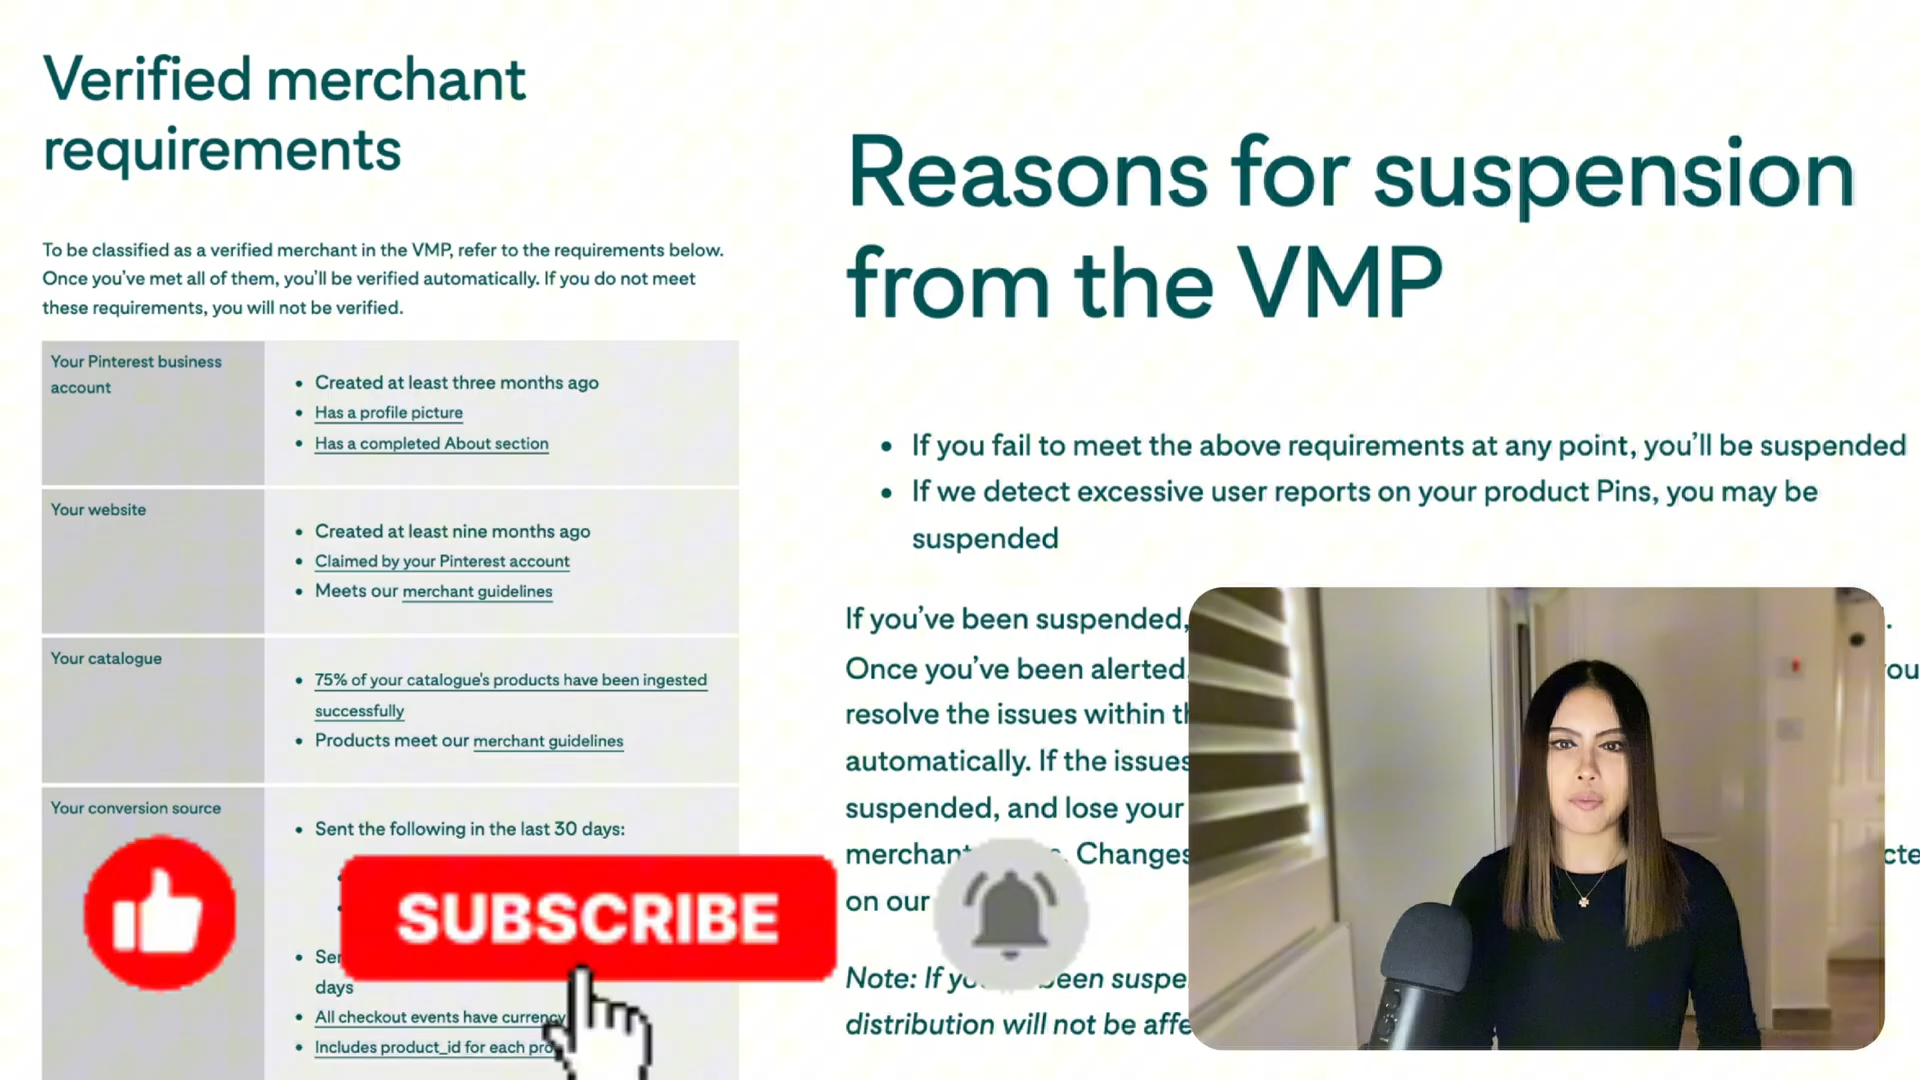 Verified merchant
requirements
To be classified as a verified merchant in the VMP, refer to the requirements below.
Once you've met all of them, you'll be verified automatically. If you do not meet
these requirements, you will not be verified.
Your Pinterest business
account
• Created at least three months ago
• Has a profile picture
• Has a completed About section
Your website
• Created at least nine months ago
• Claimed by your Pinterest account
• Meets our merchant guidelines
Your catalogue
• 75% of your catalogue's products have been ingested
successfully
• Products meet our merchant guidelines
Your conversion source
• Sent the following in the last 30 days:
days
• All checkout events have currency
• Includes product_id for each
SUBSCRIBE
Reasons for suspension
from the VMP
• If you fail to meet the above requirements at any point, you'll be suspended
• If we detect excessive user reports on your product Pins, you may be
suspended
If you've been suspended,
Once you've been alerted
resolve the issues within
automatically. If the issues
suspended, and lose your
Changes
on our
Note: If been
distribution will not be